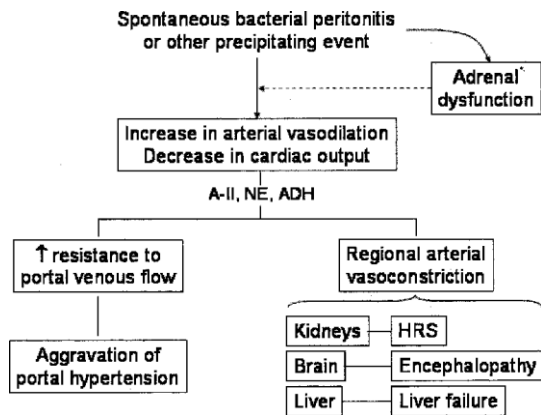 Spontaneous bacterial peritonitis
or other precipitating event
Adrenal*
dysfunction
Increase in arterial vasodilation
Decrease in cardiac output
A-II, NE, ADH
↑ resistance to
portal venous flow
Regional arterial
vasoconstriction
Aggravation of
portal hypertension
Kidneys HRS
Brain Encephalopathy
Liver Liver failure